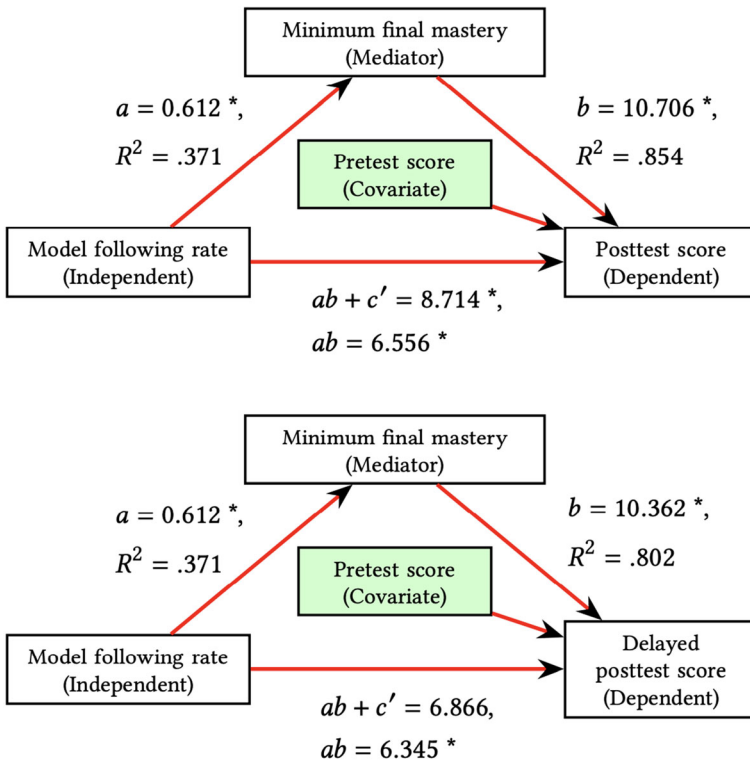 Minimum final mastery
(Mediator)
a = 0.612 *,
R² = .371
b = 10.706 *,
R² = .854
Pretest score
(Covariate)
Model following rate
(Independent)
Posttest score
(Dependent)
ab + c′ = 8.714 *,
ab = 6.556 *
Minimum final mastery
(Mediator)
a = 0.612 *,
R² = .371
b = 10.362 *,
R² = .802
Pretest score
(Covariate)
Model following rate
(Independent)
Delayed
posttest score
(Dependent)
ab + c′ = 6.866,
ab = 6.345 *